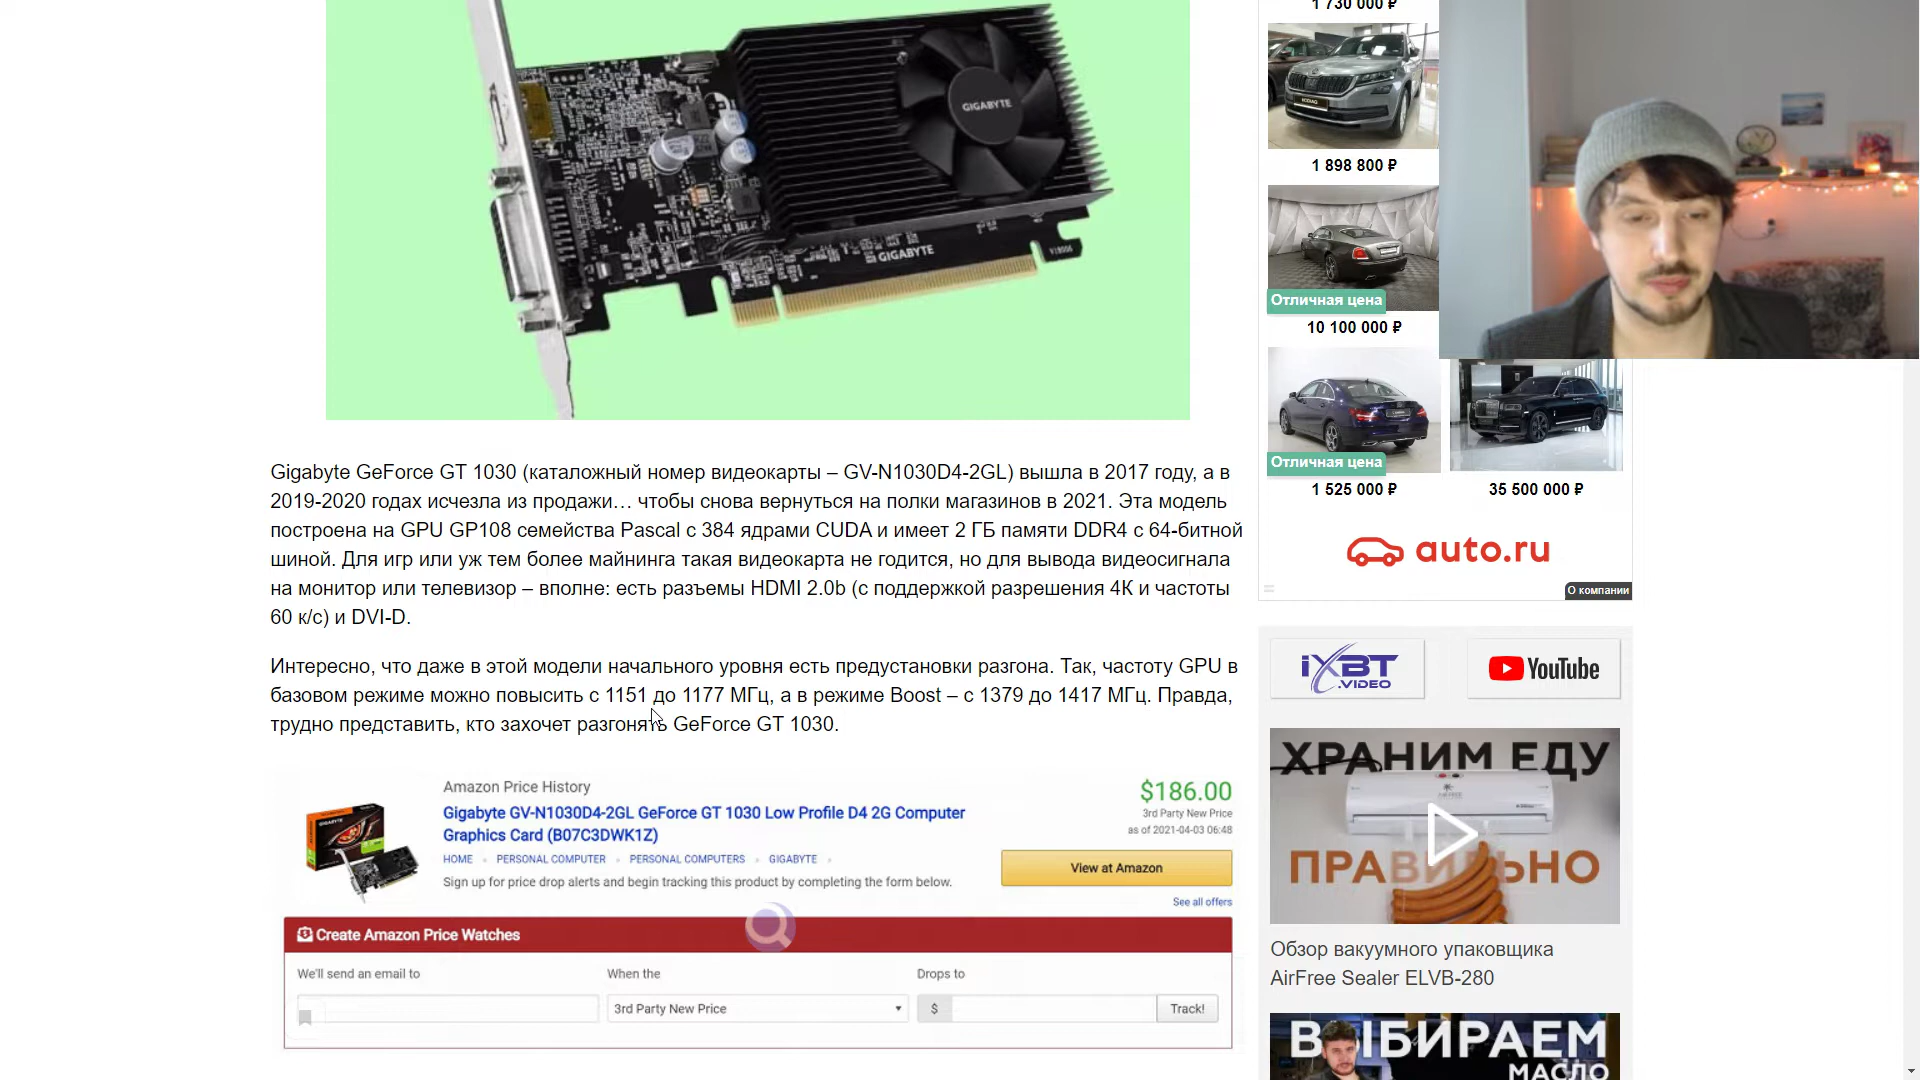 GIGABYTE
GIGABYTE
Gigabyte GeForce GT 1030 (каталожный номер видеокарты – GV-N1030D4-2GL) вышла в 2017 году, а в
2019-2020 годах исчезла из продажи… чтобы снова вернуться на полки магазинов в 2021. Эта модель
построена на GPU GP108 семейства Pascal с 384 ядрами CUDA и имеет 2 ГБ памяти DDR4 с 64-битной
шиной. Для игр или уж тем более майнинга такая видеокарта не годится, но для вывода видеосигнала
на монитор или телевизор – вполне: есть разъемы HDMI 2.0b (с поддержкой разрешения 4К и частоты
60 к/с) и DVI-D.
Интересно, что даже в этой модели начального уровня есть предустановки разгона. Так, частоту GPU в
базовом режиме можно повысить с 1151 до 1177 МГц, а в режиме Boost – с 1379 до 1417 МГц. Правда,
трудно представить, кто захочет разгонять GeForce GT 1030.
Amazon Price History
Gigabyte GV-N1030D4-2GL GeForce GT 1030 Low Profile D4 2G Computer
Graphics Card (B07C3DWK1Z)
HOME PERSONAL COMPUTER PERSONAL COMPUTERS GIGABYTE
Sign up for price drop alerts and begin tracking this product by completing the form below.
$186.00
3rd Party New Price
as of 2021-04-03 06:48
View at Amazon
See all offers
Create Amazon Price Watches
We'll send an email to
When the
Drops to
3rd Party New Price
$
Track!
1 730 000 ₽
1 898 800 ₽
Отличная цена
10 100 000 ₽
Отличная цена
1 525 000 ₽
35 500 000 ₽
auto.ru
О компании
iXBT
.VIDEO
YouTube
ХРАНИМ ЕДУ
ПРАВИЛЬНО
Обзор вакуумного упаковщика
AirFree Sealer ELVB-280
ВЫБИРАЕМ
МАСЛО